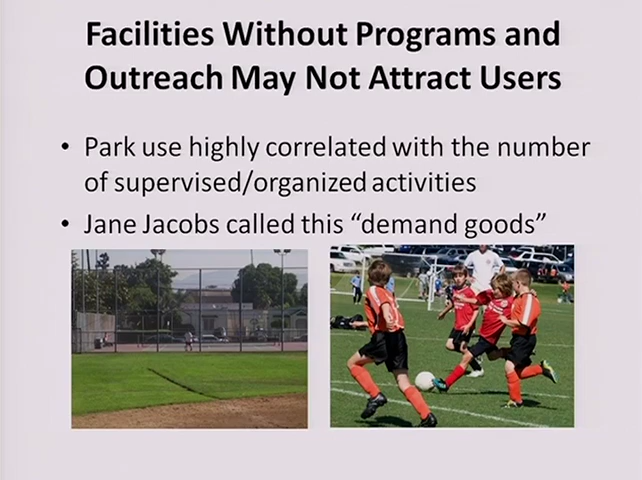 Facilities Without Programs and
Outreach May Not Attract Users
• Park use highly correlated with the number
of supervised/organized activities
• Jane Jacobs called this “demand goods”